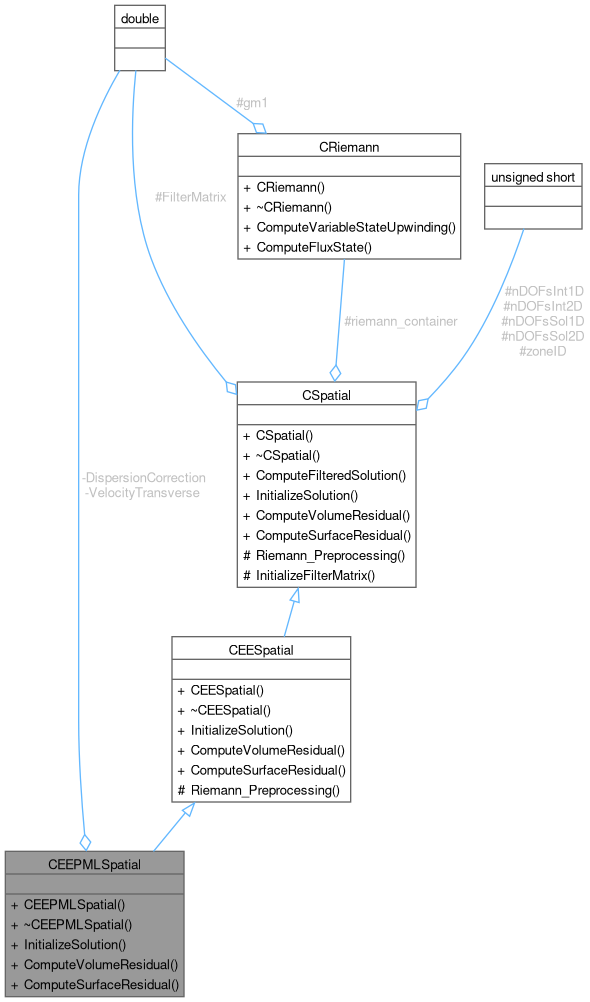 double
#gm1
CRiemann
+ CRiemann()
+ ~CRiemann()
+ ComputeVariableStateUpwinding()
+ ComputeFluxState()
unsigned short
#FilterMatrix
#nDOFsInt1D
#nDOFsInt2D
#nDOFsSol1D
#nDOFsSol2D
#zoneID
#riemann_container
CSpatial
+ CSpatial()
+ ~CSpatial()
+ ComputeFilteredSolution()
+ InitializeSolution()
+ ComputeVolumeResidual()
+ ComputeSurfaceResidual()
# Riemann_Preprocessing()
# InitializeFilterMatrix()
-DispersionCorrection
-VelocityTransverse
CEESpatial
+ CEESpatial()
+ ~CEESpatial()
+ InitializeSolution()
+ ComputeVolumeResidual()
+ ComputeSurfaceResidual()
# Riemann_Preprocessing()
CEEPMLSpatial
+ CEEPMLSpatial()
+ ~CEEPMLSpatial()
+ InitializeSolution()
+ ComputeVolumeResidual()
+ ComputeSurfaceResidual()